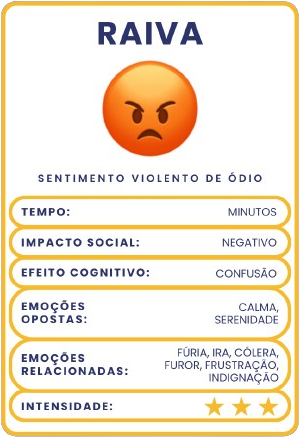 RAIVA
SENTIMENTO VIOLENTO DE ÓDIO
TEMPO: MINUTOS
IMPACTO SOCIAL: NEGATIVO
EFEITO COGNITIVO: CONFUSÃO
EMOÇÕES OPOSTAS: CALMA, SERENIDADE
EMOÇÕES RELACIONADAS: FÚRIA, IRA, CÓLERA, FUROR, FRUSTRAÇÃO, INDIGNAÇÃO
INTENSIDADE: